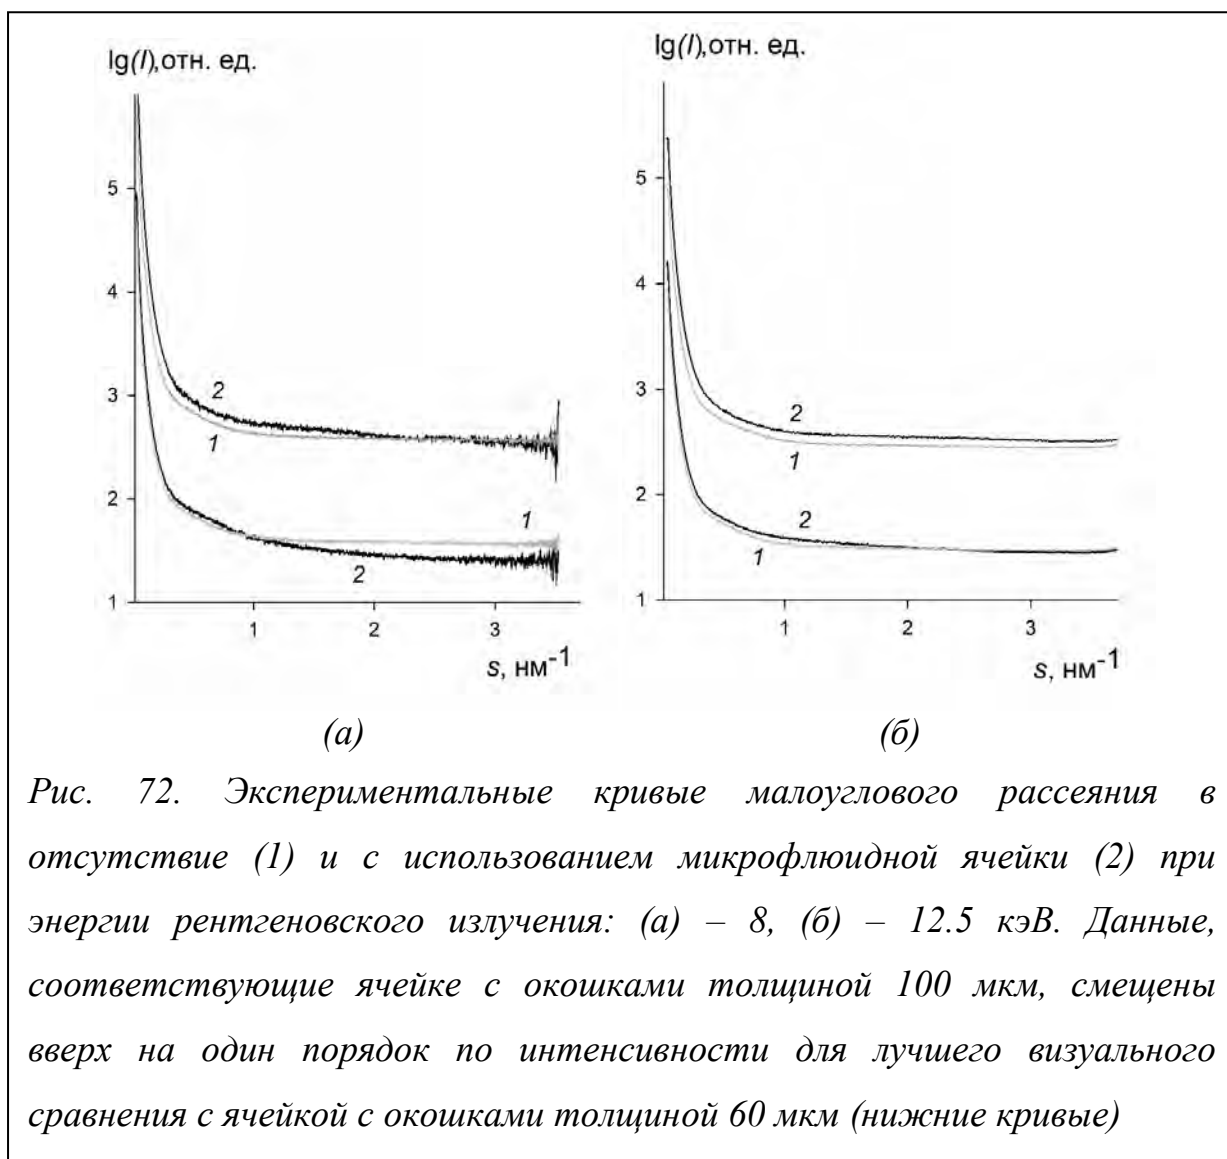 lg(I),отн. ед.
5
4
3
2
1
2
1
1
2
1
2
3
s, нм-1
(а)
lg(I),отн. ед.
5
4
3
2
1
2
1
2
1
1
2
3
s, нм-1
(б)
Рис. 72. Экспериментальные кривые малоуглового рассеяния в
отсутствие (1) и с использованием микрофлюидной ячейки (2) при
энергии рентгеновского излучения: (а) – 8, (б) – 12.5 кэВ. Данные,
соответствующие ячейке с окошками толщиной 100 мкм, смещены
вверх на один порядок по интенсивности для лучшего визуального
сравнения с ячейкой с окошками толщиной 60 мкм (нижние кривые)